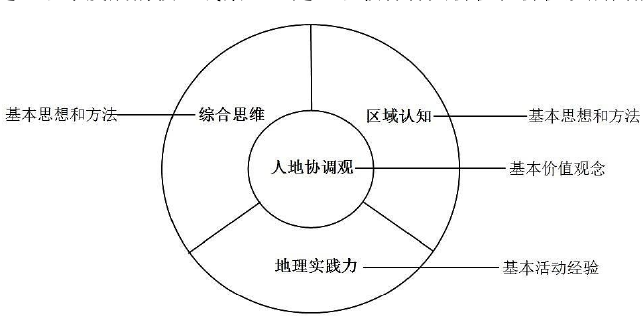 基本思想和方法
综合思维
区域认知
基本思想和方法
人地协调观
基本价值观念
地理实践力
基本活动经验